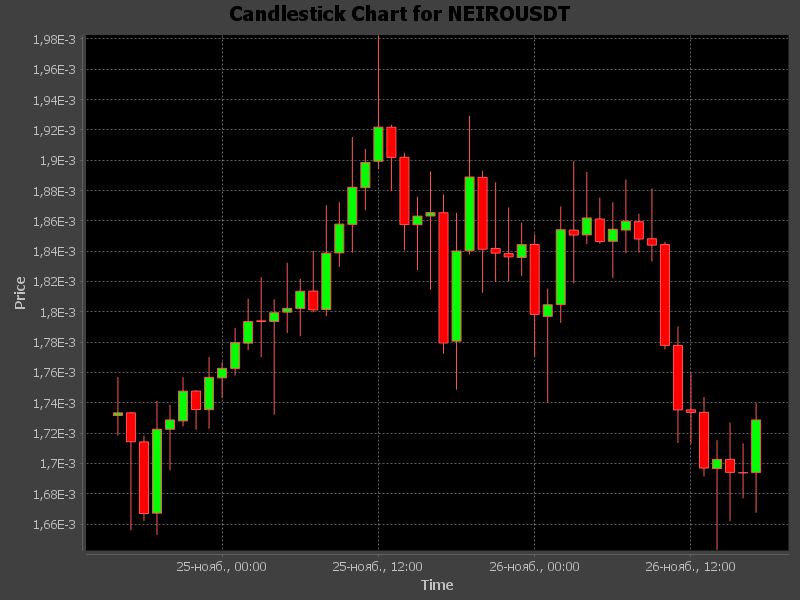 Candlestick Chart for NEIROUSDT
1,98E-3
1,96E-3
1,94E-3
1,92E-3
1,9E-3
1,88E-3
1,86E-3
1,84E-3
1,82E-3
1,8E-3
1,78E-3
1,76E-3
1,74E-3
1,72E-3
1,7E-3
1,68E-3
1,66E-3
Price
25-нояб., 00:00
25-нояб., 12:00
26-нояб., 00:00
26-нояб., 12:00
Time